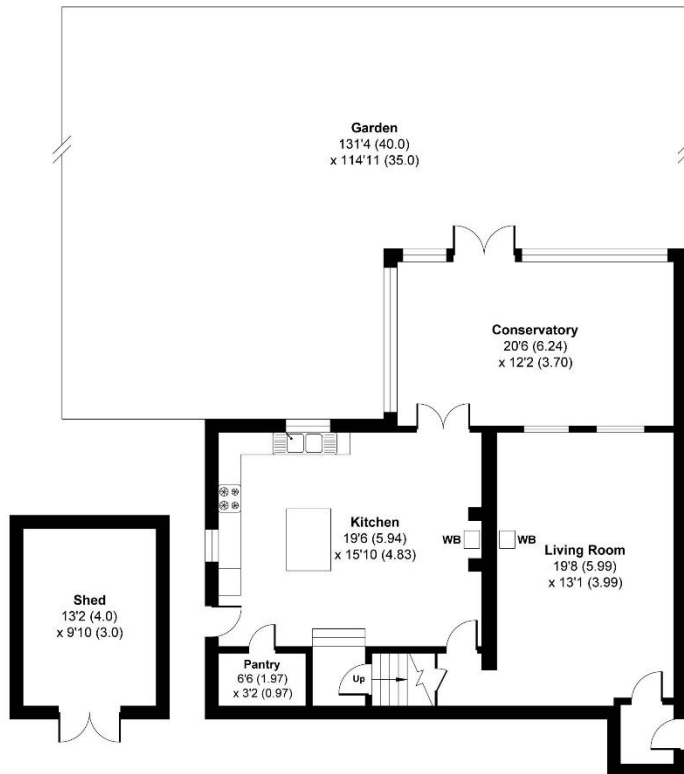 Garden
131'4 (40.0)
x 114'11 (35.0)
Conservatory
20'6 (6.24)
x 12'2 (3.70)
Kitchen
19'6 (5.94)
x 15'10 (4.83)
WB
WB
Living Room
19'8 (5.99)
x 13'1 (3.99)
Shed
13'2 (4.0)
x 9'10 (3.0)
Pantry
6'6 (1.97)
x 3'2 (0.97)
Up